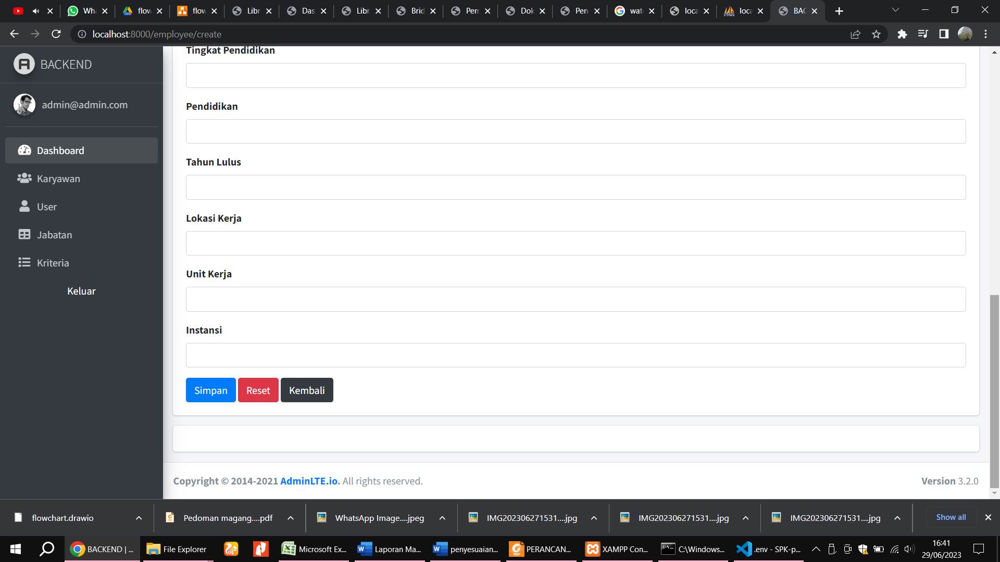 Wha
flow
flow
Libr
Das
Libr
Brid
Pem
Dok
Pen
wat
loca
loca
BAC
localhost:8000/employee/create
BACKEND
admin@admin.com
Dashboard
Karyawan
User
Jabatan
Kriteria
Keluar
Tingkat Pendidikan
Pendidikan
Tahun Lulus
Lokasi Kerja
Unit Kerja
Instansi
Simpan Reset Kembali
Copyright © 2014-2021 AdminLTE.io. All rights reserved.
Version 3.2.0
flowchart.drawio
Pedoman magang....pdf
WhatsApp Image....jpeg
IMG202306271531....jpg
IMG202306271531....jpg
IMG202306271531....jpg
Show all
BACKEND | ...
File Explorer
Microsoft Ex...
Laporan Ma...
penyesuaian...
PERANCAN...
XAMPP Con...
C:\Windows...
.env - SPK-p...
16:41
29/06/2023